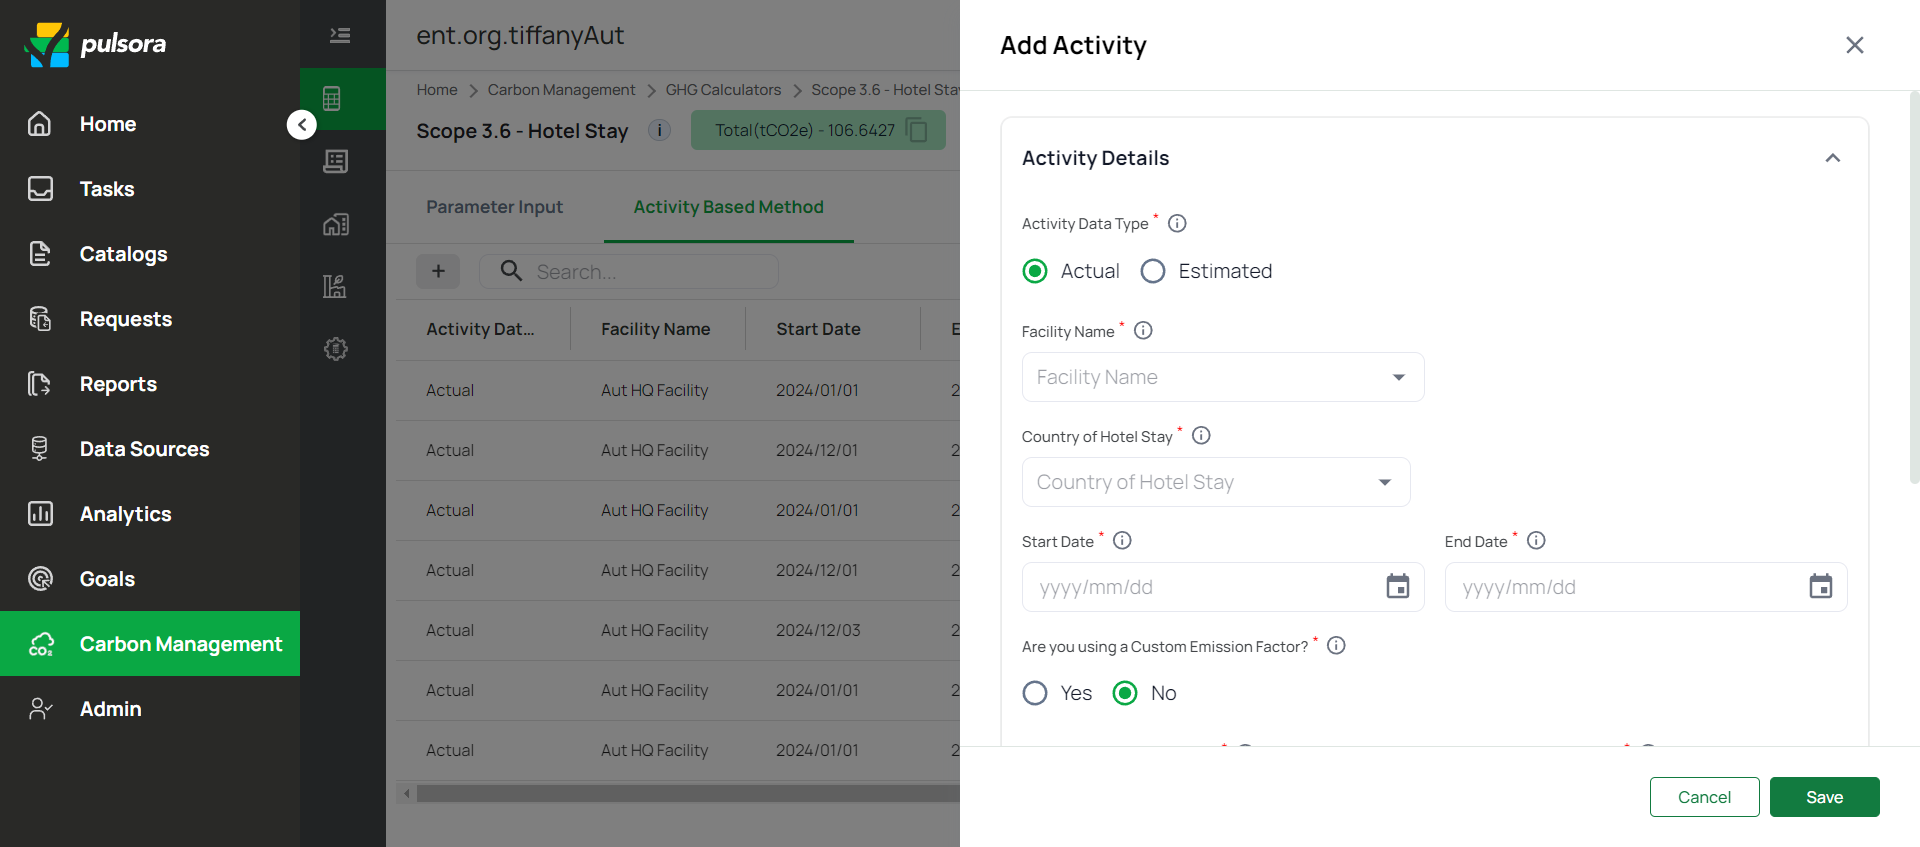 pulsora
Home
Tasks
Catalogs
Requests
Reports
Data Sources
Analytics
Goals
CO₂
Carbon Management
Admin
ent.org.tiffanyAut
Home > Carbon Management > GHG Calculators > Scope 3.6 - Hotel Sta
Scope 3.6 - Hotel Stay i Total(tCO2e) - 106.6427
Parameter Input Activity Based Method
+ Search...
Activity Dat... Facility Name Start Date E
Actual Aut HQ Facility 2024/01/01 2
Actual Aut HQ Facility 2024/12/01 2
Actual Aut HQ Facility 2024/01/01 2
Actual Aut HQ Facility 2024/12/01 2
Actual Aut HQ Facility 2024/12/03 2
Actual Aut HQ Facility 2024/01/01 2
Actual Aut HQ Facility 2024/01/01 2
Add Activity
Activity Details
Activity Data Type *
Actual Estimated
Facility Name *
Facility Name
Country of Hotel Stay *
Country of Hotel Stay
Start Date * End Date *
yyyy/mm/dd yyyy/mm/dd
Are you using a Custom Emission Factor? *
Yes No
Cancel Save